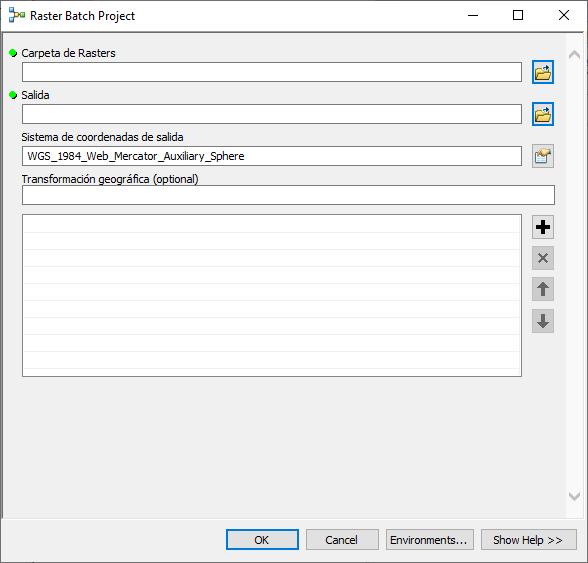 Raster Batch Project
Carpeta de Rasters
Salida
Sistema de coordenadas de salida
WGS_1984_Web_Mercator_Auxiliary_Sphere
Transformación geográfica (optional)
OK
Cancel
Environments...
Show Help >>